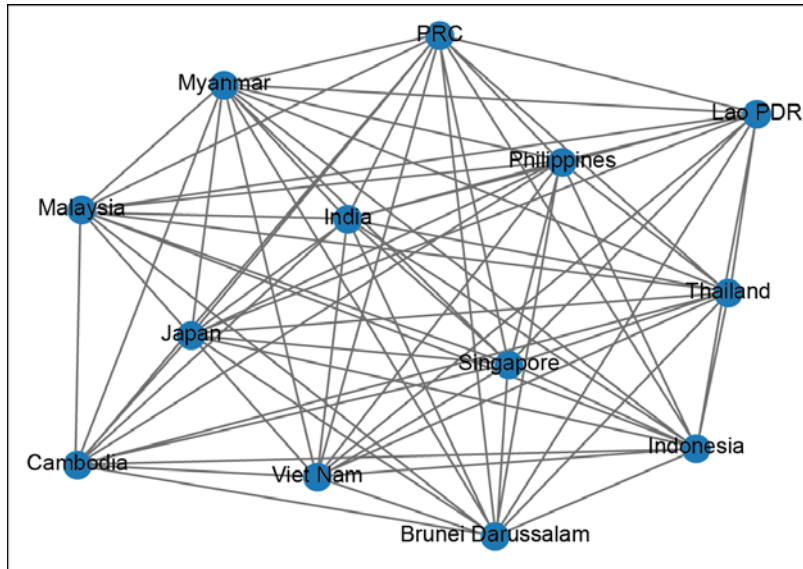 PRC
Myanmar
Lao PDR
Philippines
Malaysia
India
Thailand
Japan
Singapore
Indonesia
Cambodia
Viet Nam
Brunei Darussalam